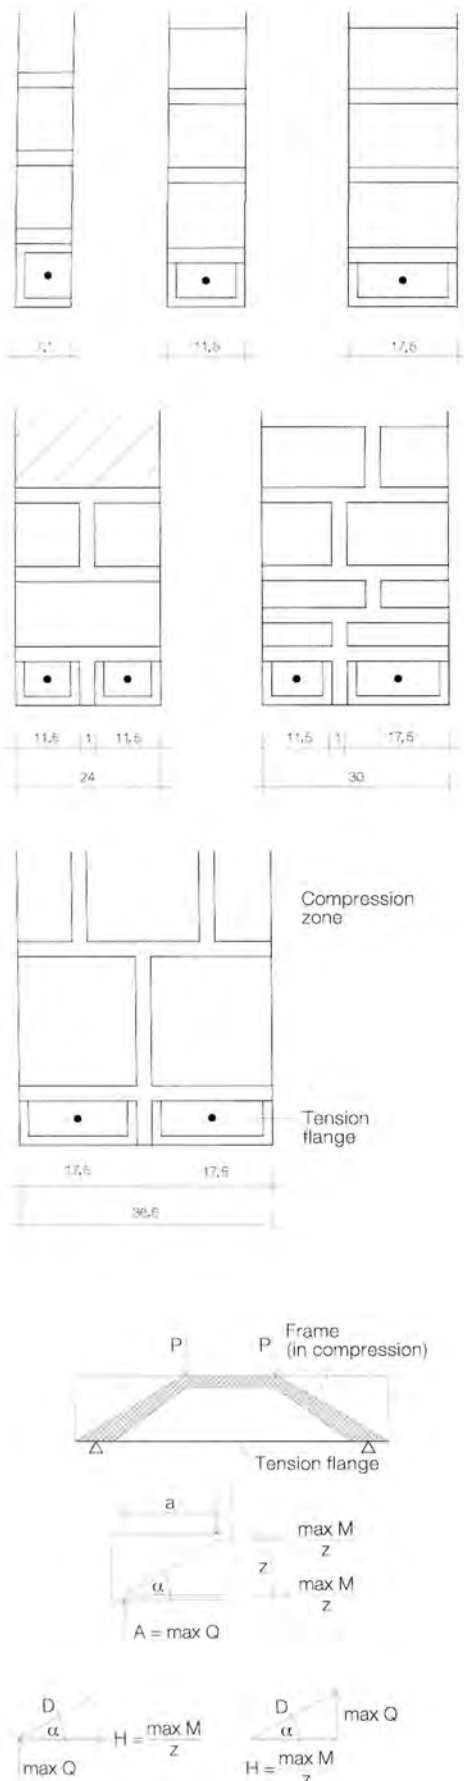 7,1
11,5
17,5
11,5 1 11,5
24
11,5 1 17,5
30
Compression
zone
Tension
flange
17,5 17,5
36,5
P P
Frame
(in compression)
Tension flange
a
max M
z
z
α
max M
z
A = max Q
D
α
H = max M
z
max Q
D
α
max Q
H = max M
z